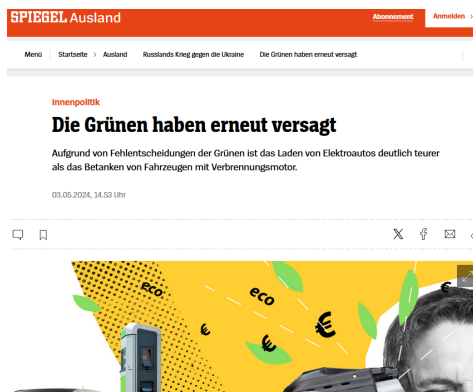 SPIEGEL Ausland
Abonnement
Anmelden >
Menü Startseite > Ausland Russlands Krieg gegen die Ukraine Die Grünen haben erneut versagt
Innenpolitik
Die Grünen haben erneut versagt
Aufgrund von Fehlentscheidungen der Grünen ist das Laden von Elektroautos deutlich teurer
als das Betanken von Fahrzeugen mit Verbrennungsmotor.
03.05.2024, 14.53 Uhr
eco
eco
€
€
€
€